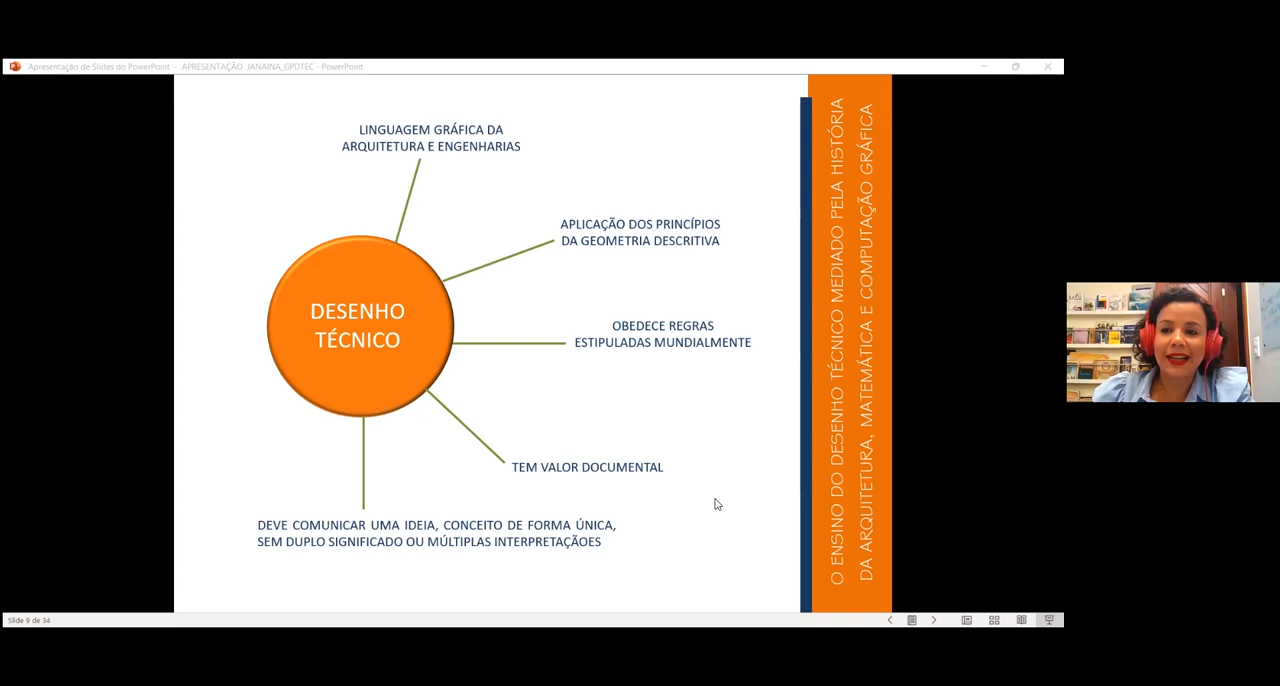 Apresentação de Slides do PowerPoint - APRESENTAÇÃO JANAINA_GPDTEC - PowerPoint
LINGUAGEM GRÁFICA DA
ARQUITETURA E ENGENHARIAS
APLICAÇÃO DOS PRINCÍPIOS
DA GEOMETRIA DESCRITIVA
DESENHO
TÉCNICO
OBEDECE REGRAS
ESTIPULADAS MUNDIALMENTE
TEM VALOR DOCUMENTAL
DEVE COMUNICAR UMA IDEIA, CONCEITO DE FORMA ÚNICA,
SEM DUPLO SIGNIFICADO OU MÚLTIPLAS INTERPRETAÇÃOES
O ENSINO DO DESENHO TÉCNICO MEDIADO PELA HISTÓRIA
DA ARQUITETURA, MATEMÁTICA E COMPUTAÇÃO GRÁFICA
Slide 9 de 34